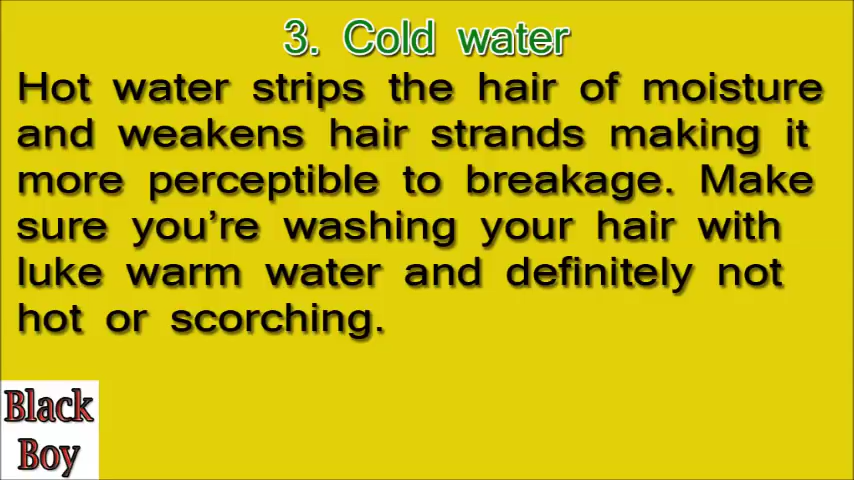 3. Cold water
Hot water strips the hair of moisture
and weakens hair strands making it
more perceptible to breakage. Make
sure you’re washing your hair with
luke warm water and definitely not
hot or scorching.
Black
Boy